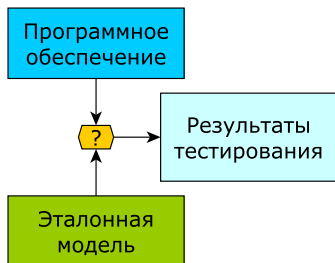 Программное
обеспечение
?
Результаты
тестирования
Эталонная
модель